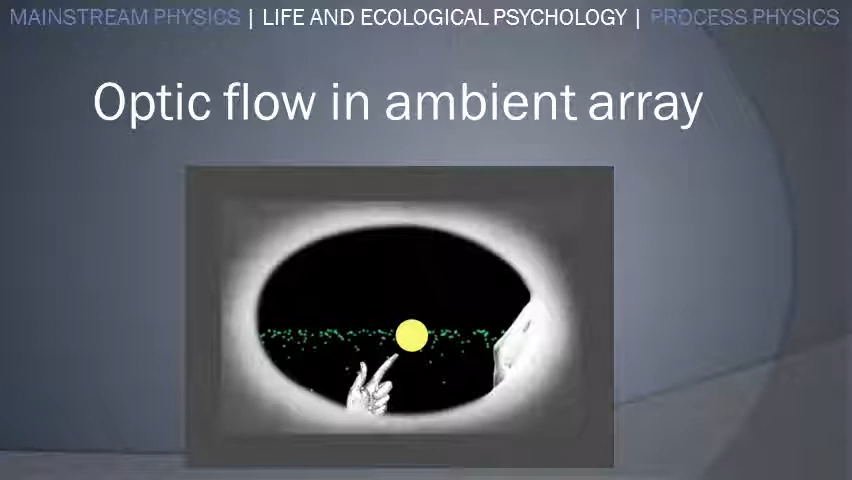 MAINSTREAM PHYSICS | LIFE AND ECOLOGICAL PSYCHOLOGY | PROCESS PHYSICS
Optic flow in ambient array